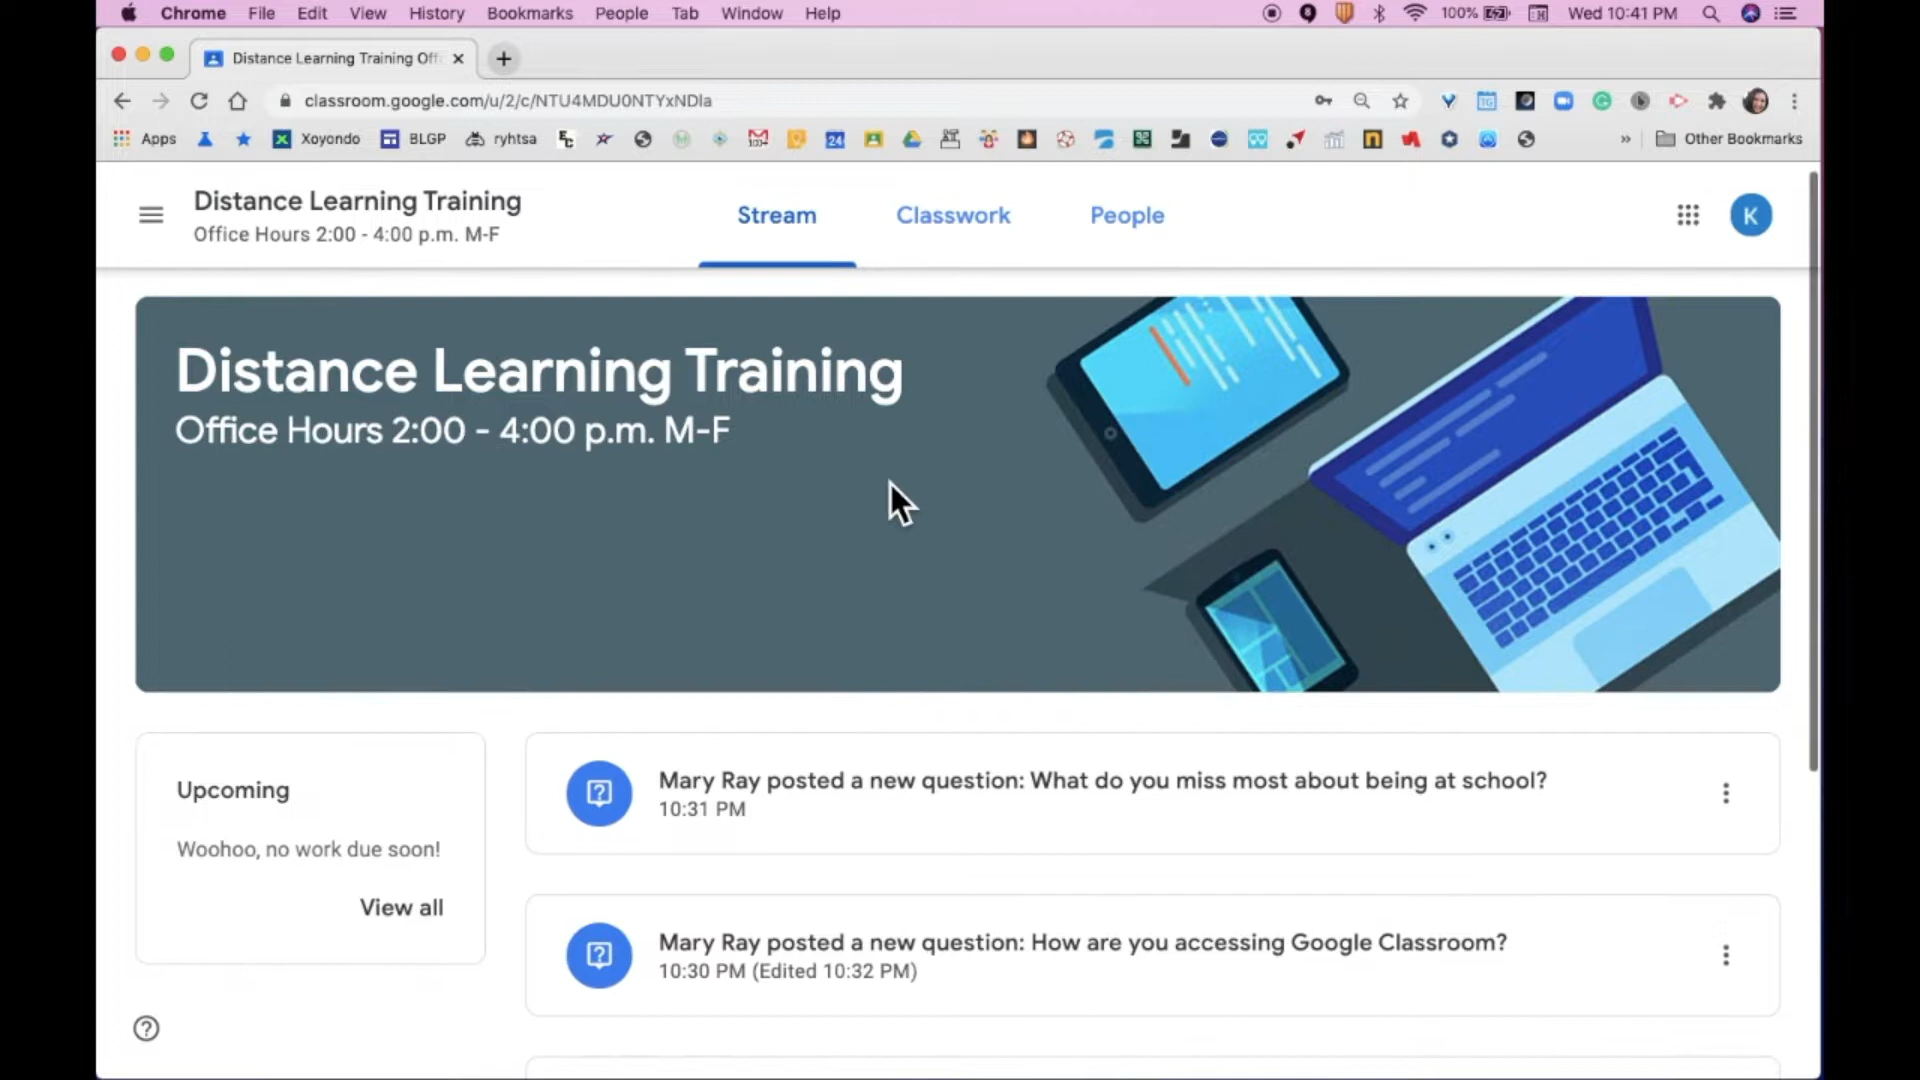 Chrome File Edit View History Bookmarks People Tab Window Help 100% Wed 10:41 PM
Distance Learning Training Off
classroom.google.com/u/2/c/NTU4MDU0NTYxNDla
Apps Xoyondo BLGP ryhtsa 24 » Other Bookmarks
Distance Learning Training
Office Hours 2:00 - 4:00 p.m. M-F
Stream Classwork People
K
Distance Learning Training
Office Hours 2:00 - 4:00 p.m. M-F
Upcoming
Woohoo, no work due soon!
View all
Mary Ray posted a new question: What do you miss most about being at school?
10:31 PM
Mary Ray posted a new question: How are you accessing Google Classroom?
10:30 PM (Edited 10:32 PM)